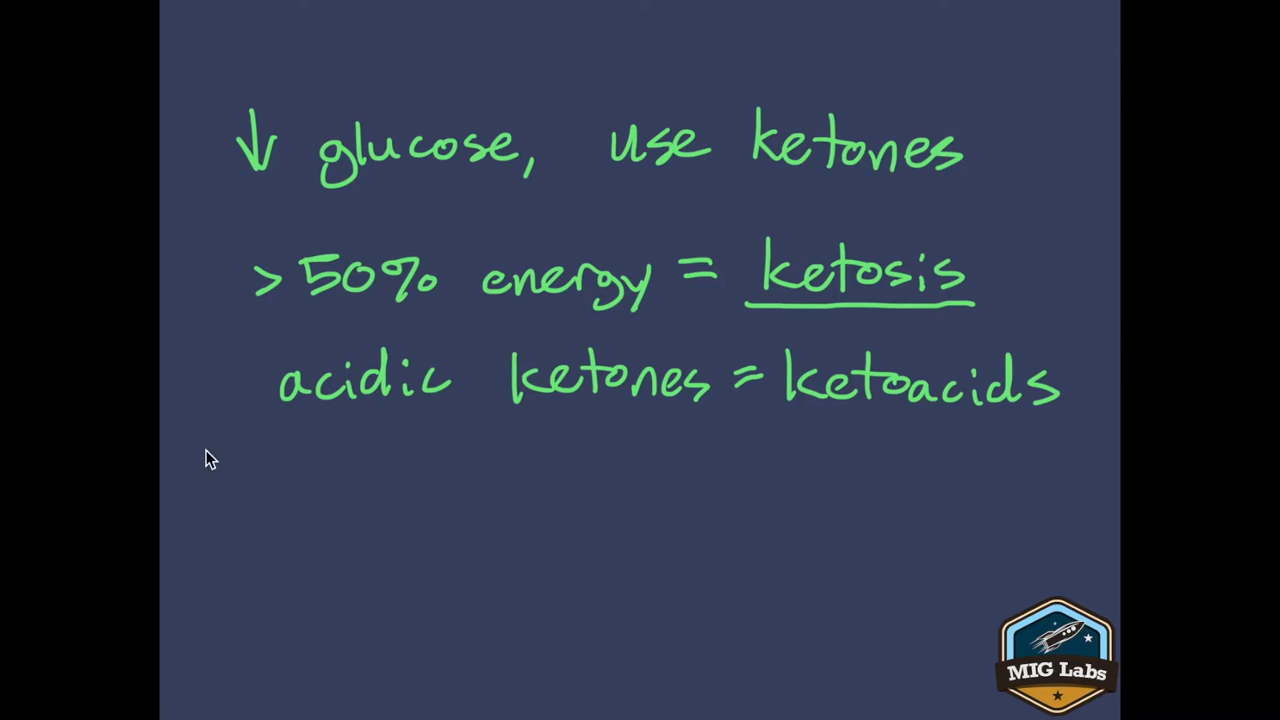 ↓ glucose, use ketones
>50% energy = ketosis
acidic ketones = ketoacids
MIG Labs